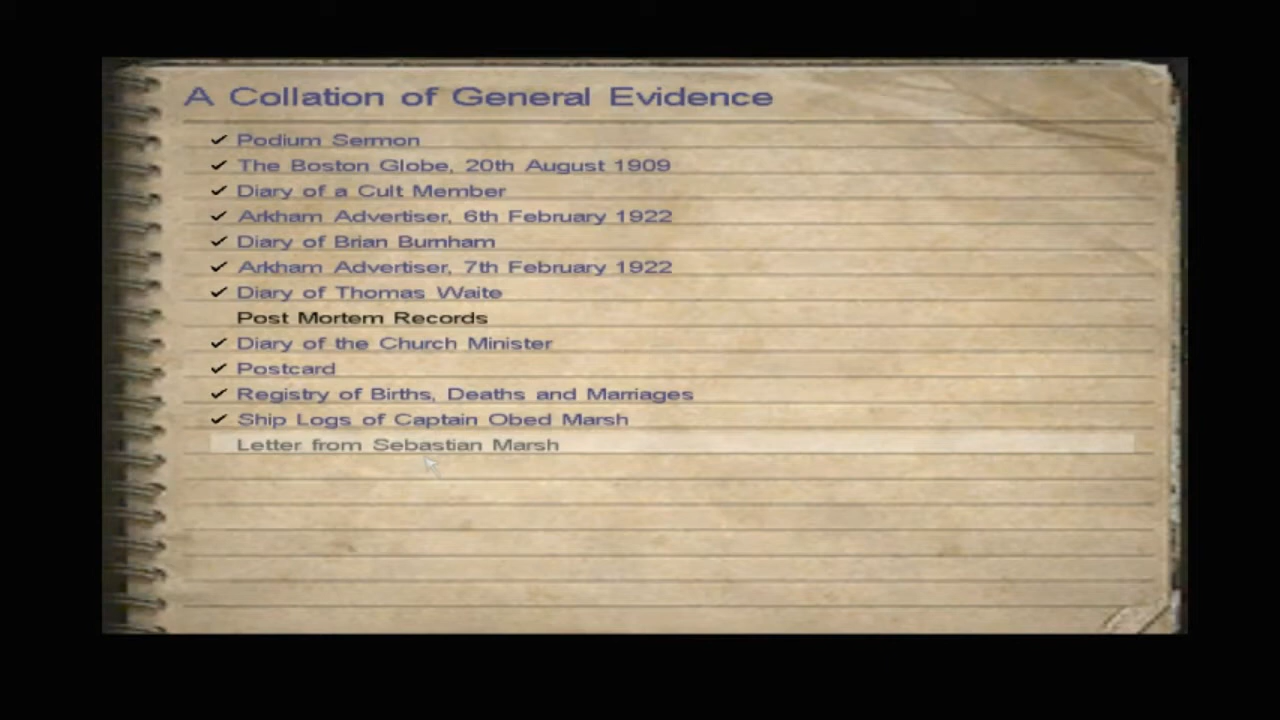 A Collation of General Evidence
✔ Podium Sermon
✔ The Boston Globe, 20th August 1909
✔ Diary of a Cult Member
✔ Arkham Advertiser, 6th February 1922
✔ Diary of Brian Burnham
✔ Arkham Advertiser, 7th February 1922
✔ Diary of Thomas Waite
Post Mortem Records
✔ Diary of the Church Minister
✔ Postcard
✔ Registry of Births, Deaths and Marriages
✔ Ship Logs of Captain Obed Marsh
Letter from Sebastian Marsh